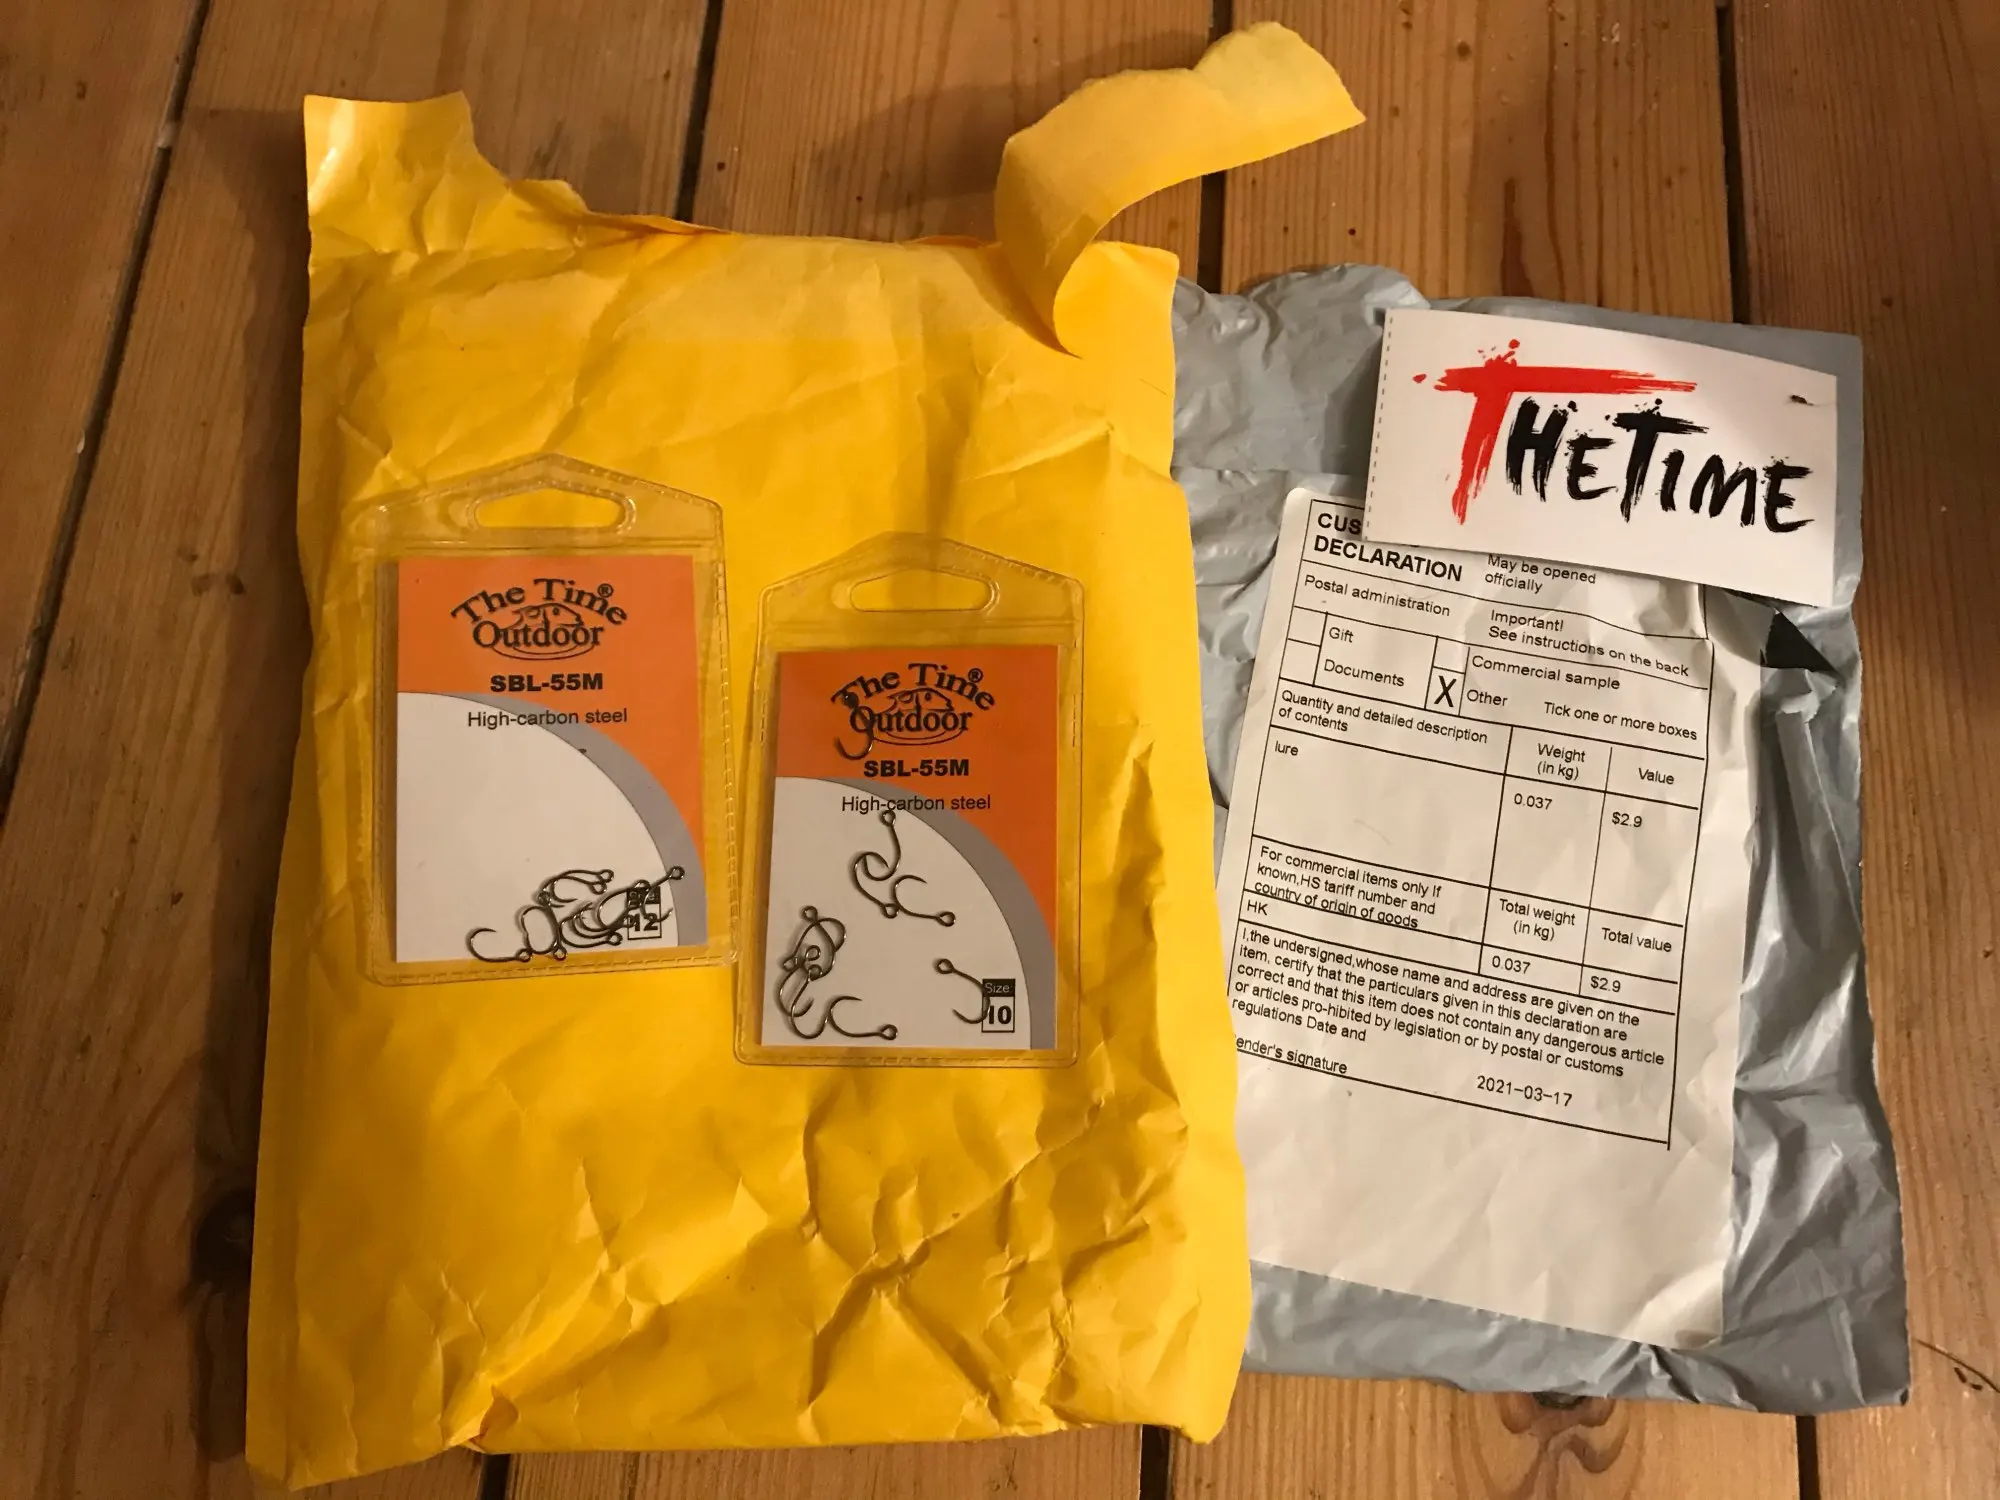 The Time®
Outdoor
SBL-55M
High-carbon steel
12
The Time®
Outdoor
SBL-55M
High-carbon steel
Size:
10
THETIME
CUS
DECLARATION
May be opened
officially
Postal administration
Important!
See instructions on the back
Gift
Commercial sample
Documents
X
Other
Tick one or more boxes
Quantity and detailed description
of contents
Weight
(in kg)
Value
lure
0.037
$2.9
For commercial items only If
known,HS tariff number and
country of origin of goods
Total weight
(in kg)
Total value
HK
0.037
$2.9
I,the undersigned,whose name and address are given on the
item, certify that the particulars given in this declaration are
correct and that this item does not contain any dangerous article
or articles pro-hibited by legislation or by postal or customs
regulations Date and
ender's signature
2021-03-17